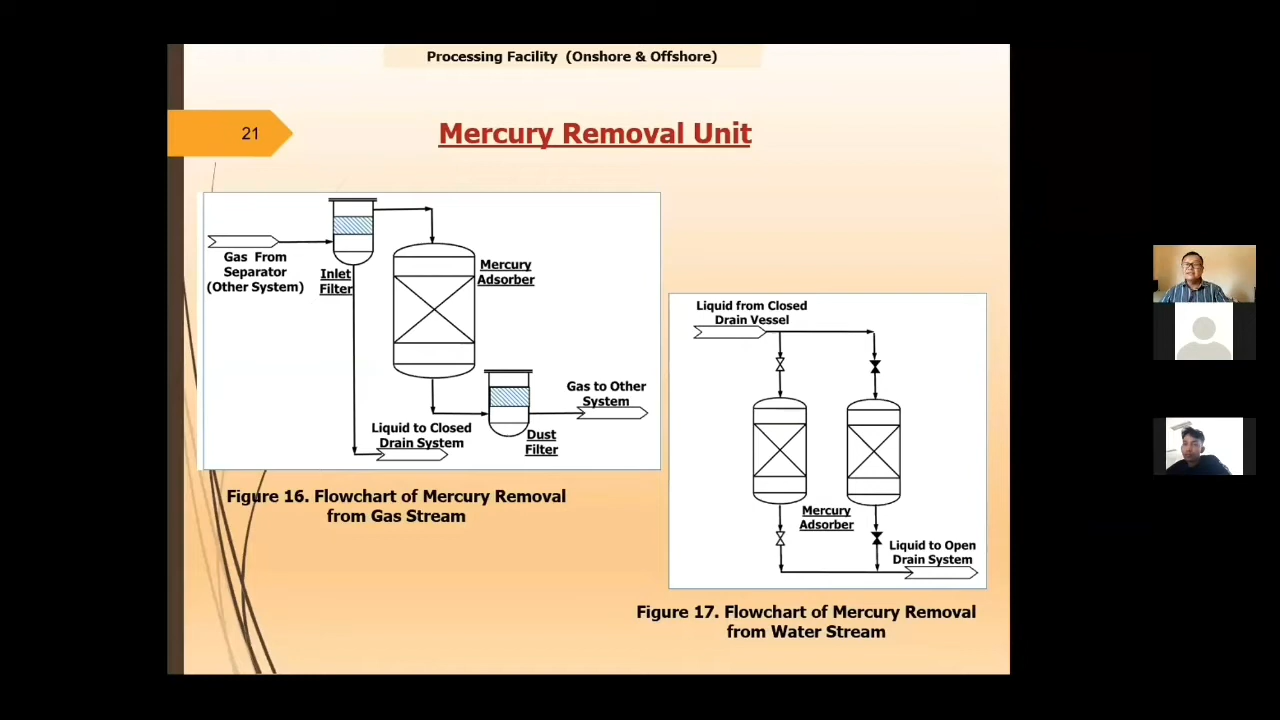 Processing Facility (Onshore & Offshore)
21
Mercury Removal Unit
Gas From
Separator
(Other System)
Inlet
Filter
Mercury
Adsorber
Gas to Other
System
Liquid to Closed
Drain System
Dust
Filter
Figure 16. Flowchart of Mercury Removal
from Gas Stream
Liquid from Closed
Drain Vessel
Mercury
Adsorber
Liquid to Open
Drain System
Figure 17. Flowchart of Mercury Removal
from Water Stream